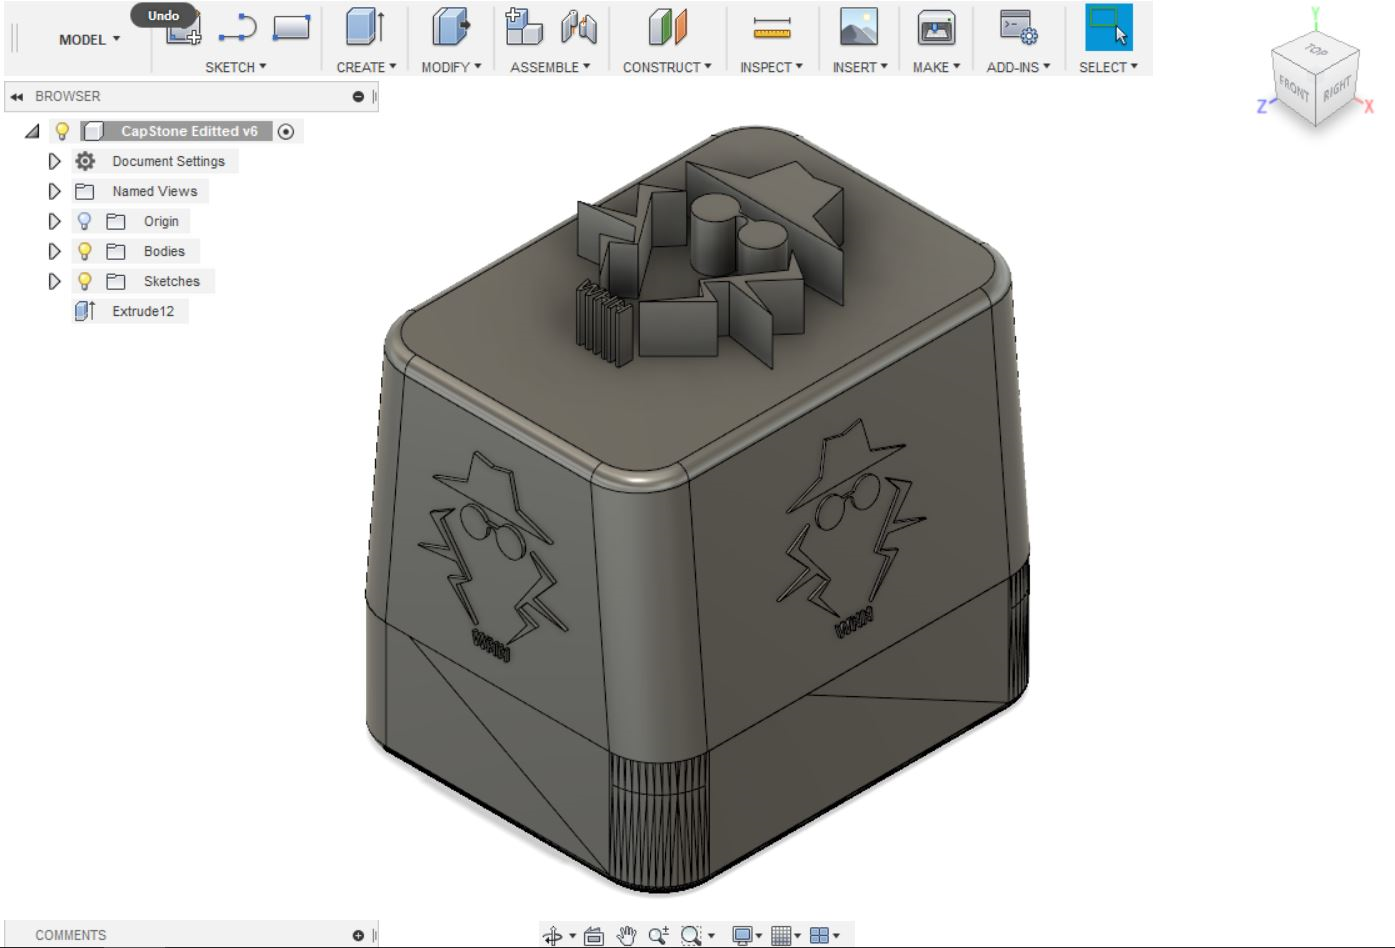 Undo
MODEL
SKETCH
CREATE
MODIFY
ASSEMBLE
CONSTRUCT
INSPECT
INSERT
MAKE
ADD-INS
SELECT
BROWSER
CapStone Editted v6
Document Settings
Named Views
Origin
Bodies
Sketches
Extrude12
TOP
FRONT
RIGHT
Y
Z
X
COMMENTS